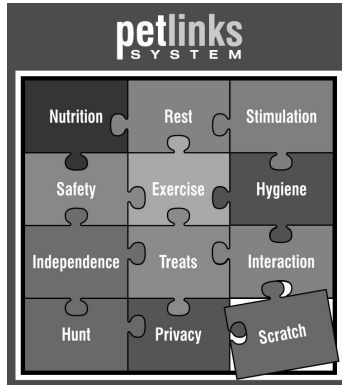 petlinks
SYSTEM
Nutrition Rest Stimulation
Safety Exercise Hygiene
Independence Treats Interaction
Hunt Privacy Scratch